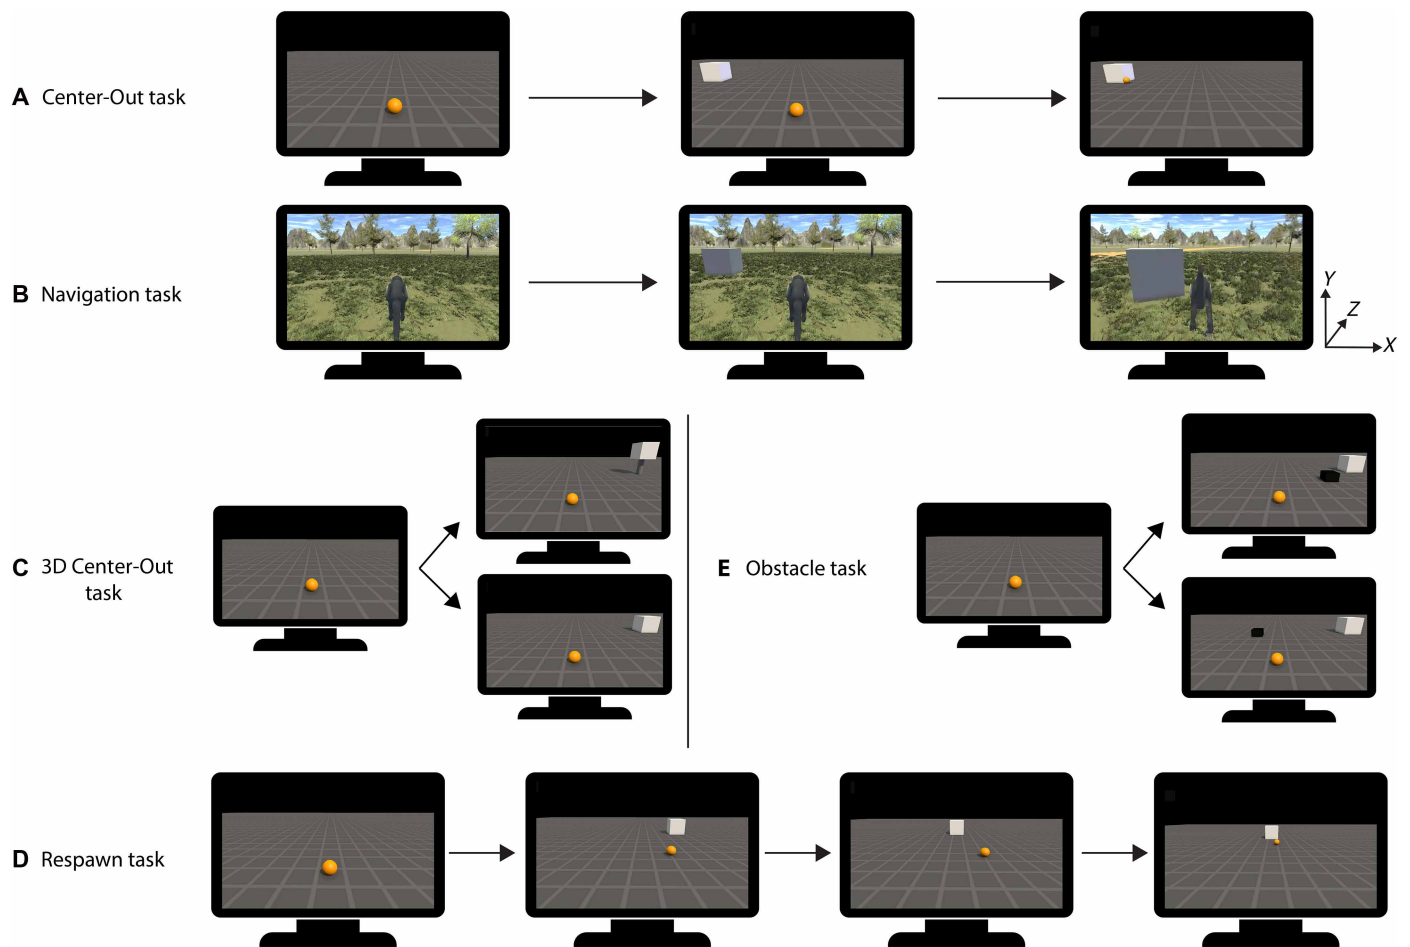 A Center-Out task
B Navigation task
Y
Z
X
C 3D Center-Out
task
E Obstacle task
D Respawn task